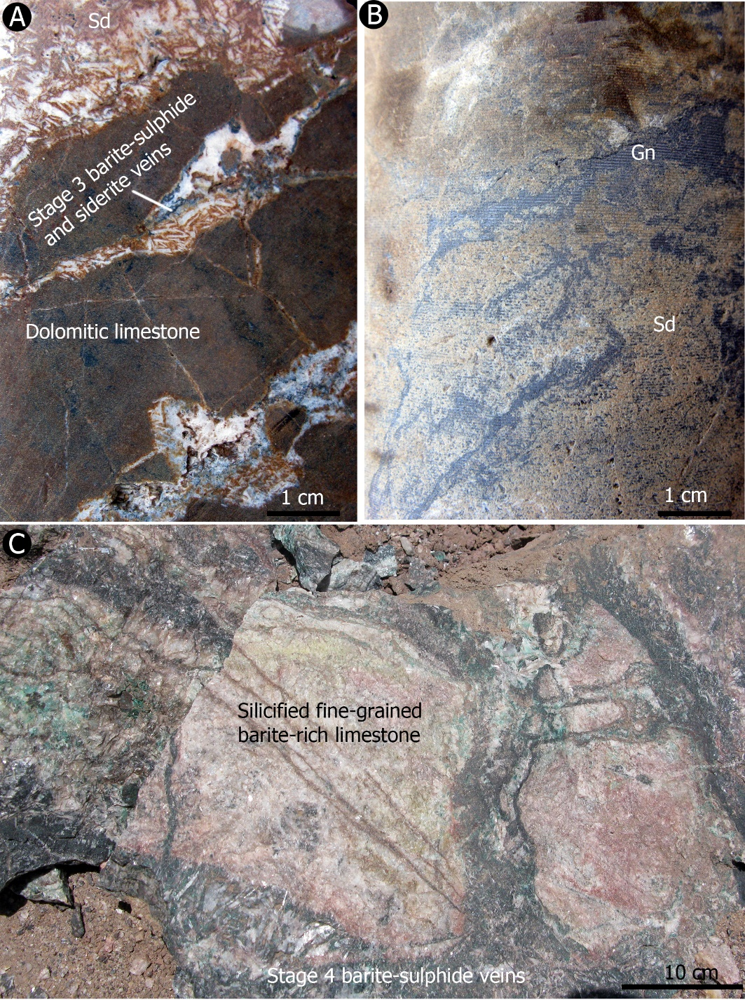 A
Sd
Stage 3 barite-sulphide
and siderite veins
Dolomitic limestone
1 cm
B
Gn
Sd
1 cm
C
Silicified fine-grained
barite-rich limestone
Stage 4 barite-sulphide veins
10 cm